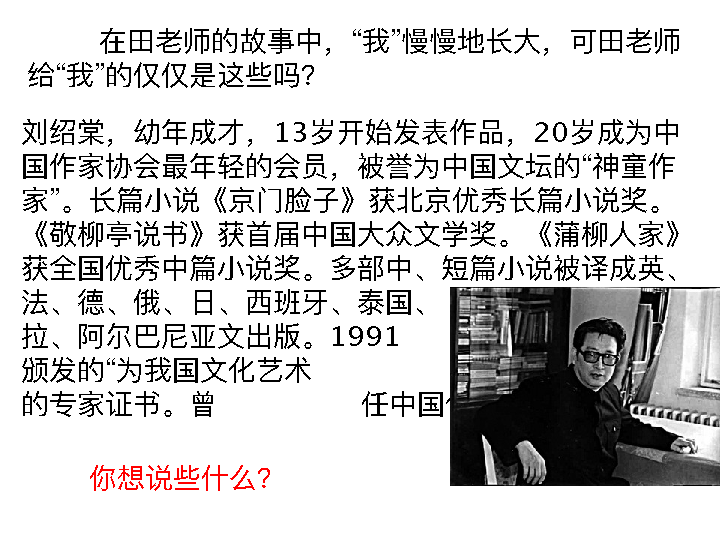 在田老师的故事中，“我”慢慢地长大，可田老师
给“我”的仅仅是这些吗?
刘绍棠，幼年成才，13岁开始发表作品，20岁成为中
国作家协会最年轻的会员，被誉为中国文坛的“神童作
家”。长篇小说《京门脸子》获北京优秀长篇小说奖。
《敬柳亭说书》获首届中国大众文学奖。《蒲柳人家》
获全国优秀中篇小说奖。多部中、短篇小说被译成英、
法、德、俄、日、西班牙、泰国、
拉、阿尔巴尼亚文出版。1991
颁发的“为我国文化艺术
的专家证书。曾 任中国
你想说些什么?